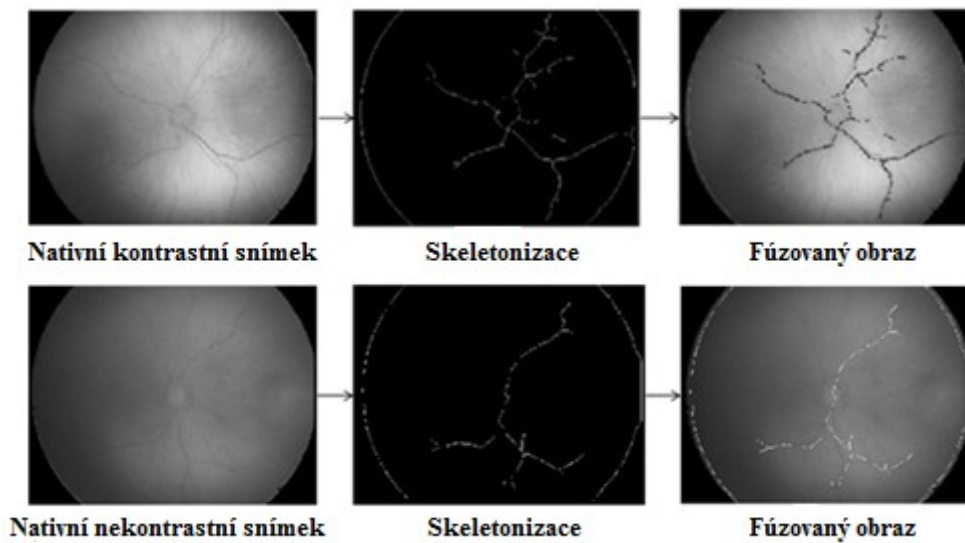 Nativní kontrastní snímek
Skeletonizace
Fúzovaný obraz
Nativní nekontrastní snímek
Skeletonizace
Fúzovaný obraz